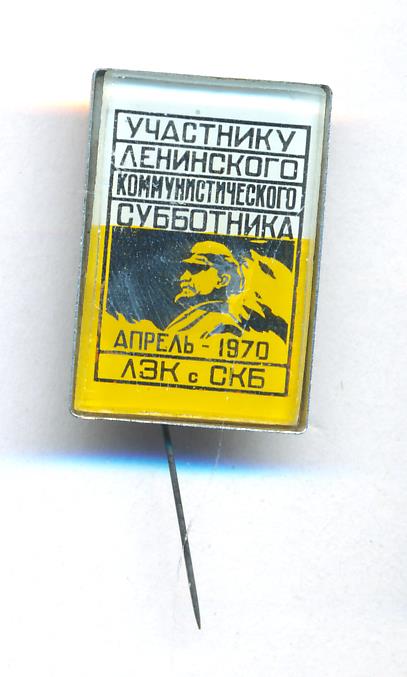 УЧАСТНИКУ
ЛЕНИНСКОГО
КОММУНИСТИЧЕСКОГО
СУББОТНИКА
АПРЕЛЬ - 1970
ЛЭК с СКБ